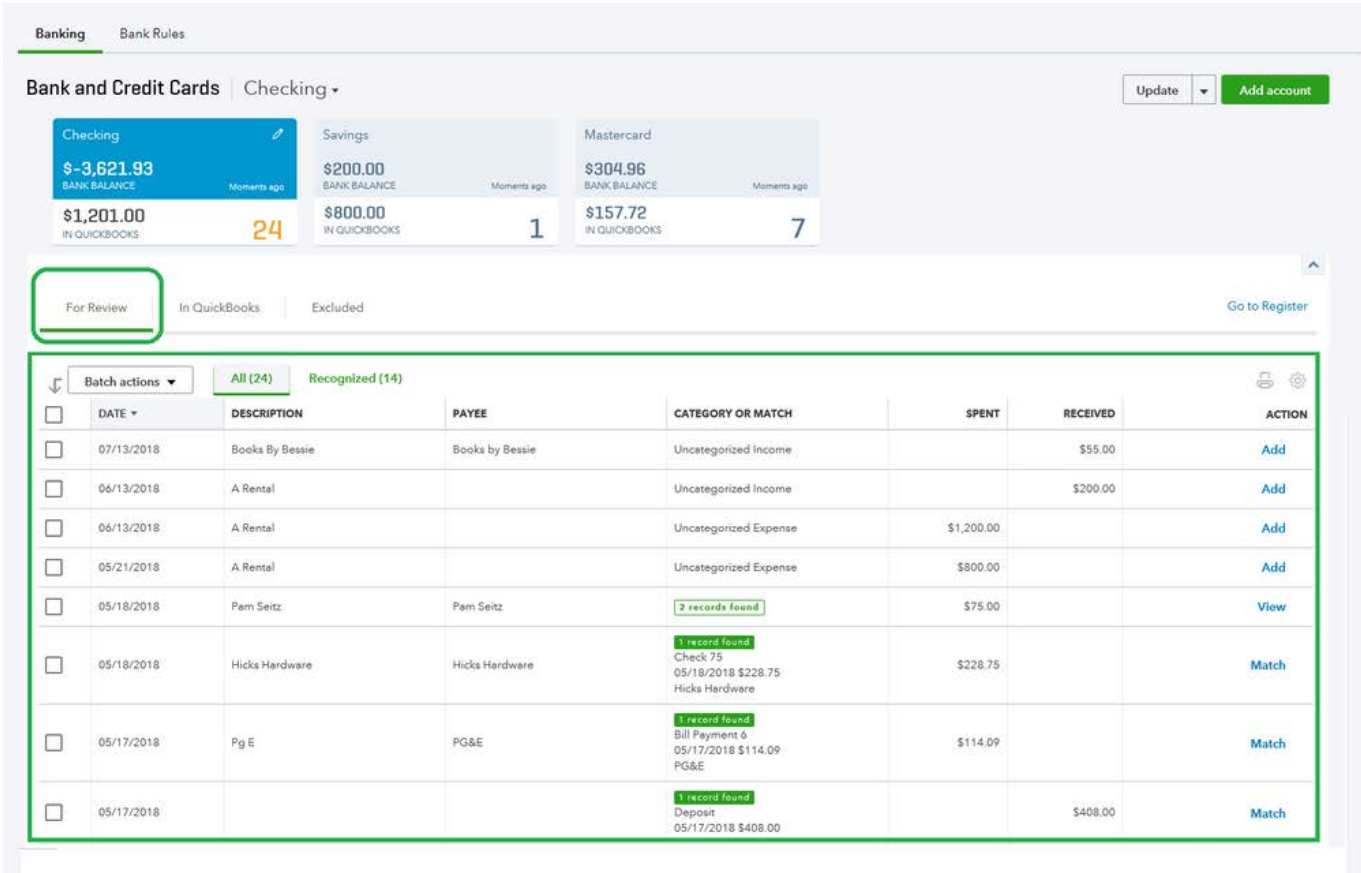 Banking Bank Rules
Bank and Credit Cards Checking
Update Add account
Checking Savings Mastercard
$-3,621.93 $200.00 $304.96
BANK BALANCE Moments ago BANK BALANCE Moments ago BANK BALANCE Moments ago
$1,201.00 24 $800.00 1 $157.72 7
IN QUICKBOOKS IN QUICKBOOKS IN QUICKBOOKS
For Review In QuickBooks Excluded Go to Register
Batch actions All (24) Recognized (14)
DATE DESCRIPTION PAYEE CATEGORY OR MATCH SPENT RECEIVED ACTION
07/13/2018 Books By Bessie Books by Bessie Uncategorized Income $55.00 Add
06/13/2018 A Rental Uncategorized Income $200.00 Add
06/13/2018 A Rental Uncategorized Expense $1,200.00 Add
05/21/2018 A Rental Uncategorized Expense $800.00 Add
05/18/2018 Pam Seitz Pam Seitz 2 records found $75.00 View
1 record found
Check 75
05/18/2018 Hicks Hardware Hicks Hardware 05/18/2018 $228.75 $228.75 Match
Hicks Hardware
1 record found
Bill Payment 6
05/17/2018 Pg E PG&E 05/17/2018 $114.09 $114.09 Match
PG&E
1 record found
05/17/2018 Deposit $408.00 Match
05/17/2018 $408.00